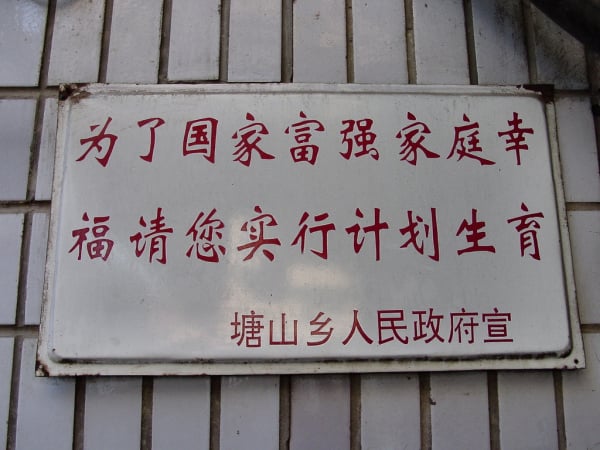 为了国家富强家庭幸
福请您实行计划生育
塘山乡人民政府宣